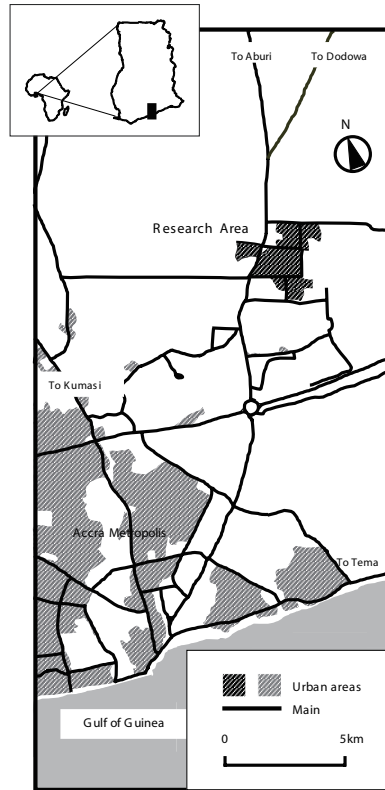 To Aburi
To Dodowa
N
Research Area
To Kumasi
Accra Metropolis
To Tema
Urban areas
Main
Gulf of Guinea
0
5km